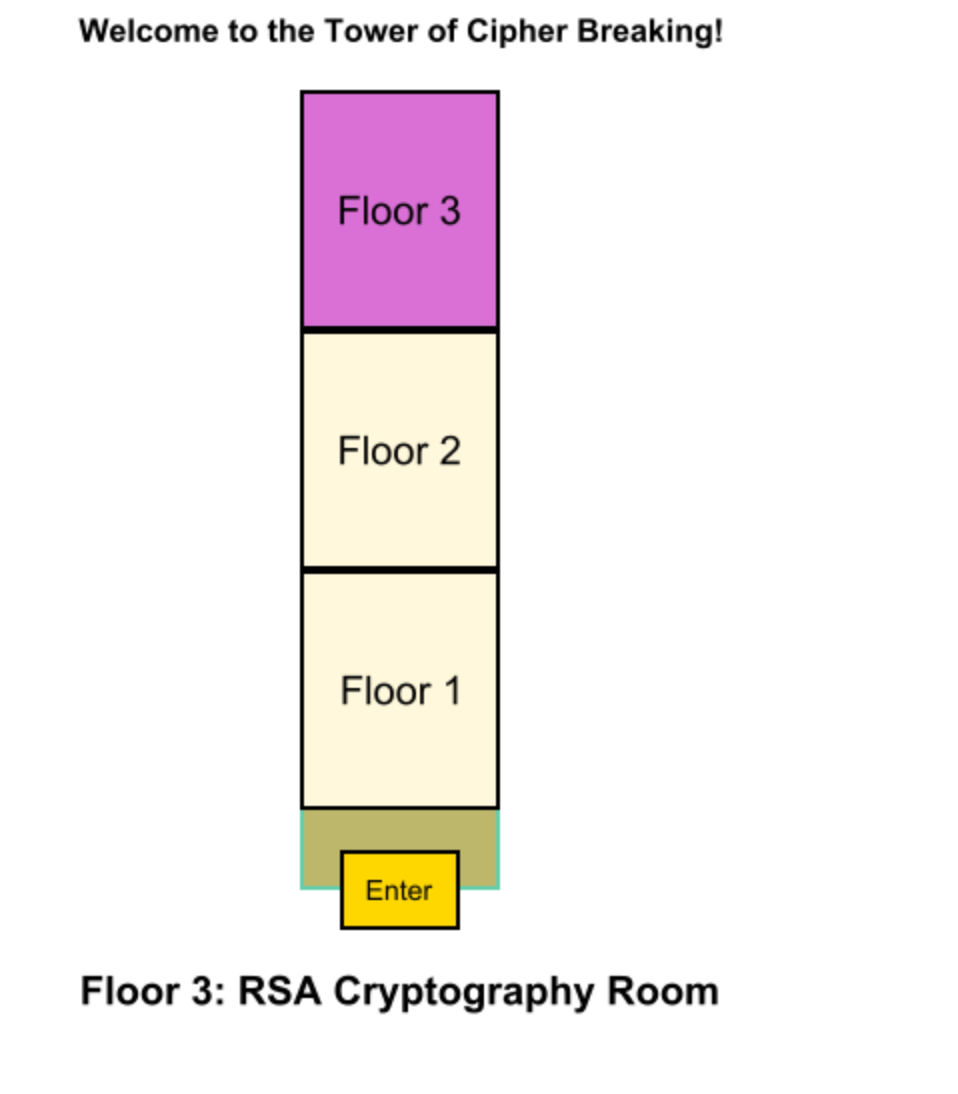 Welcome to the Tower of Cipher Breaking!
Floor 3
Floor 2
Floor 1
Enter
Floor 3: RSA Cryptography Room